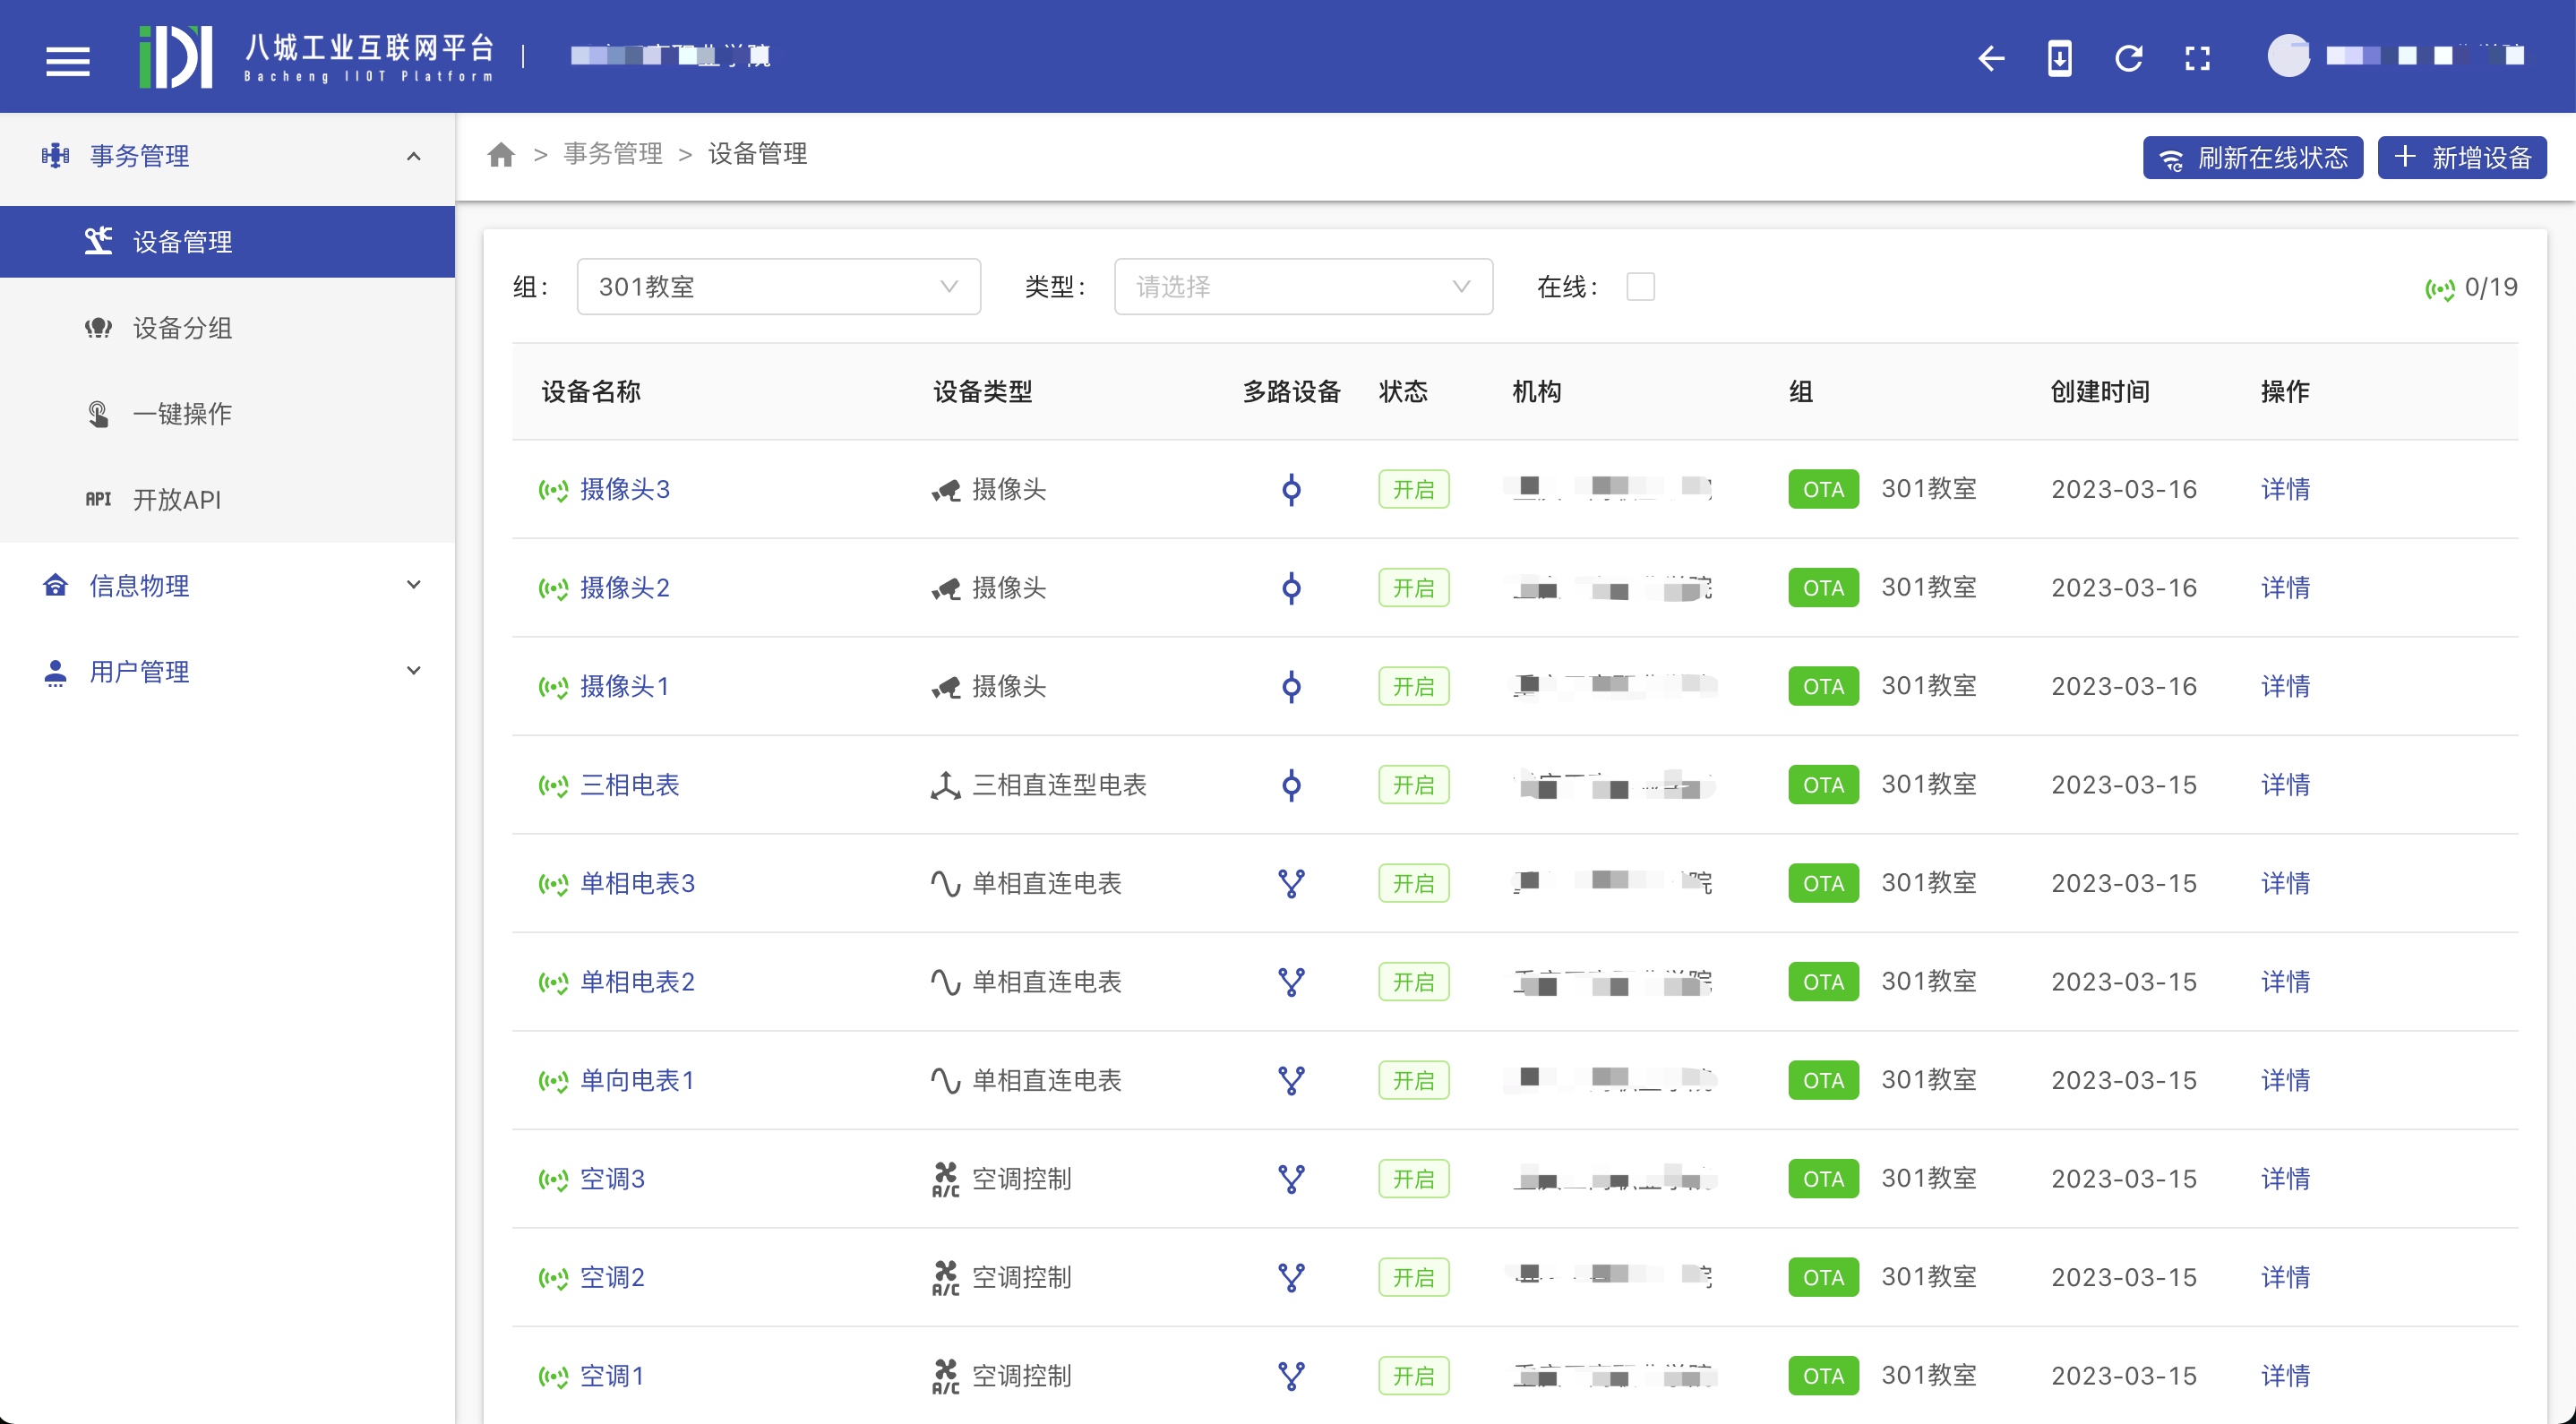 八城工业互联网平台
Bacheng IIOT Platform
事务管理
> 事务管理 > 设备管理
刷新在线状态
+ 新增设备
设备管理
设备分组
一键操作
API 开放API
信息物理
用户管理
组: 301教室 类型: 请选择 在线: 0/19
设备名称 设备类型 多路设备 状态 机构 组 创建时间 操作
摄像头3 摄像头 开启 OTA 301教室 2023-03-16 详情
摄像头2 摄像头 开启 OTA 301教室 2023-03-16 详情
摄像头1 摄像头 开启 OTA 301教室 2023-03-16 详情
三相电表 三相直连型电表 开启 OTA 301教室 2023-03-15 详情
单相电表3 单相直连电表 开启 OTA 301教室 2023-03-15 详情
单相电表2 单相直连电表 开启 OTA 301教室 2023-03-15 详情
单向电表1 单相直连电表 开启 OTA 301教室 2023-03-15 详情
空调3 A/C 空调控制 开启 OTA 301教室 2023-03-15 详情
空调2 A/C 空调控制 开启 OTA 301教室 2023-03-15 详情
空调1 A/C 空调控制 开启 OTA 301教室 2023-03-15 详情